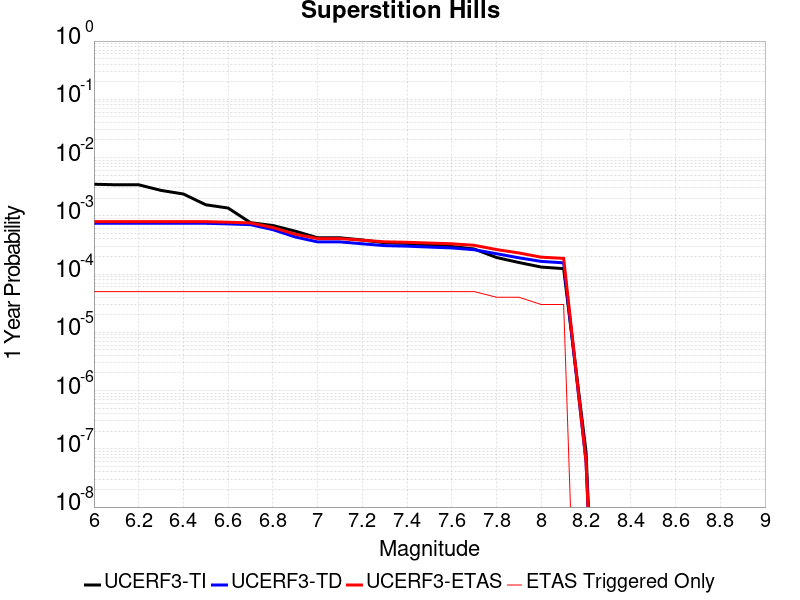 Superstition Hills
1 Year Probability
10^0
10^-1
10^-2
10^-3
10^-4
10^-5
10^-6
10^-7
10^-8
6 6.2 6.4 6.6 6.8 7 7.2 7.4 7.6 7.8 8 8.2 8.4 8.6 8.8 9
Magnitude
UCERF3-TI UCERF3-TD UCERF3-ETAS ETAS Triggered Only